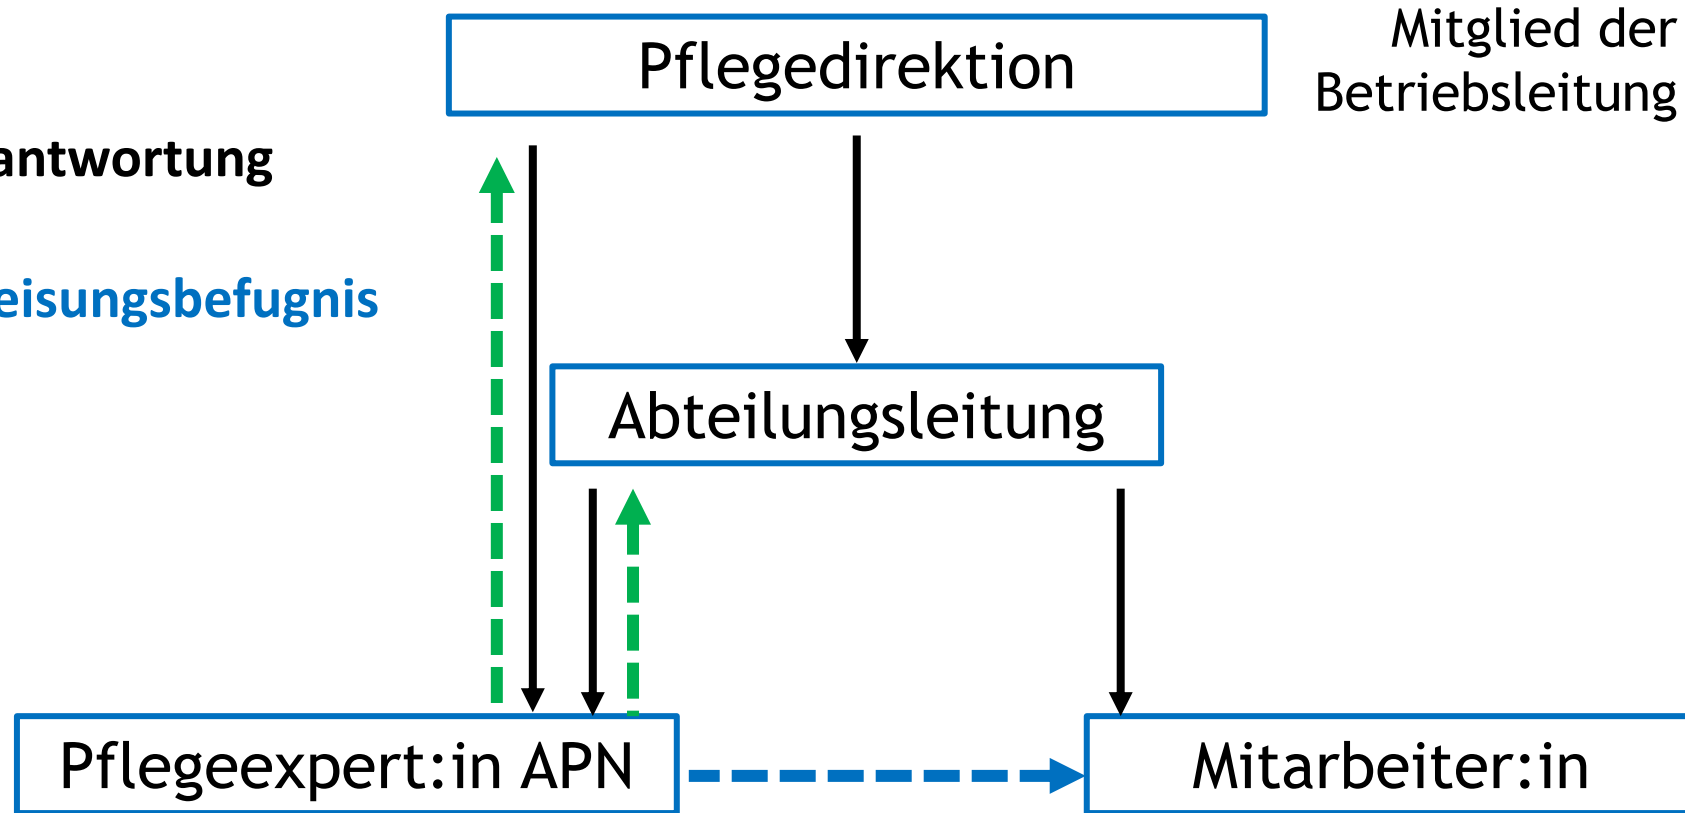 Mitglied der
Betriebsleitung
Pflegedirektion
antwortung
eisungsbefugnis
Abteilungsleitung
Pflegeexpert:in APN
Mitarbeiter:in